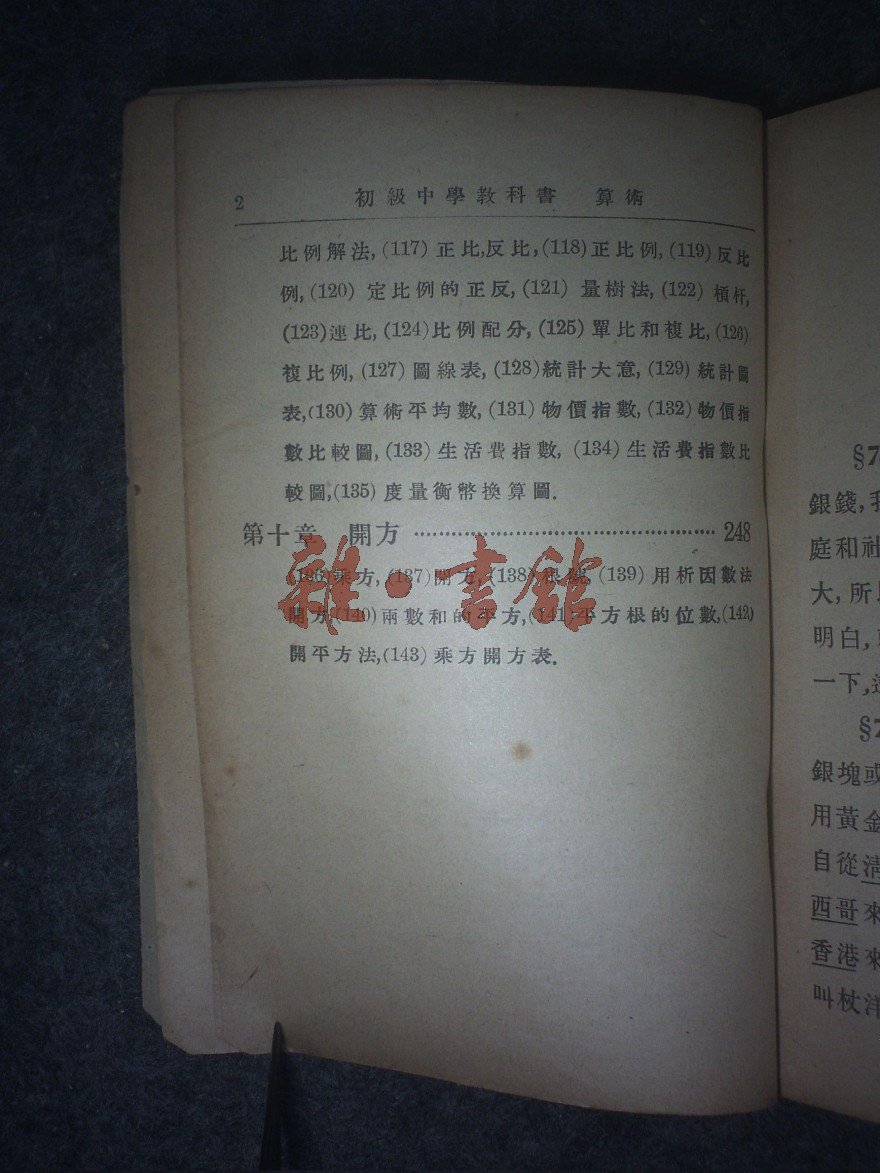 2 初級中學教科書 算術
比例解法,(117) 正比,反比,(118)正比例,(119)反比
例,(120) 定比例的正反,(121) 量樹法,(122) 槓杆,
(123)連比,(124)比例配分,(125)單比和複比,(126)
複比例,(127) 圖線表,(128)統計大意,(129) 統計圖
表,(130) 算術平均數,(131) 物價指數,(132) 物價指
數比較圖,(133) 生活費指數, (134) 生活費指數比
較圖,(135) 度量衡幣換算圖.
第十章 開方 248
(136)乘方,(137)開方,(138)根號,(139) 用析因數法
開方,(140)兩數和的平方,(141)平方根的位數,(142)
開平方法,(143) 乘方開方表.
雜·書館
§7
銀錢,
庭和社
大,所
明白,
一下,
§7
銀塊或
用黃金
自從清
西哥來
香港來
叫杖洋